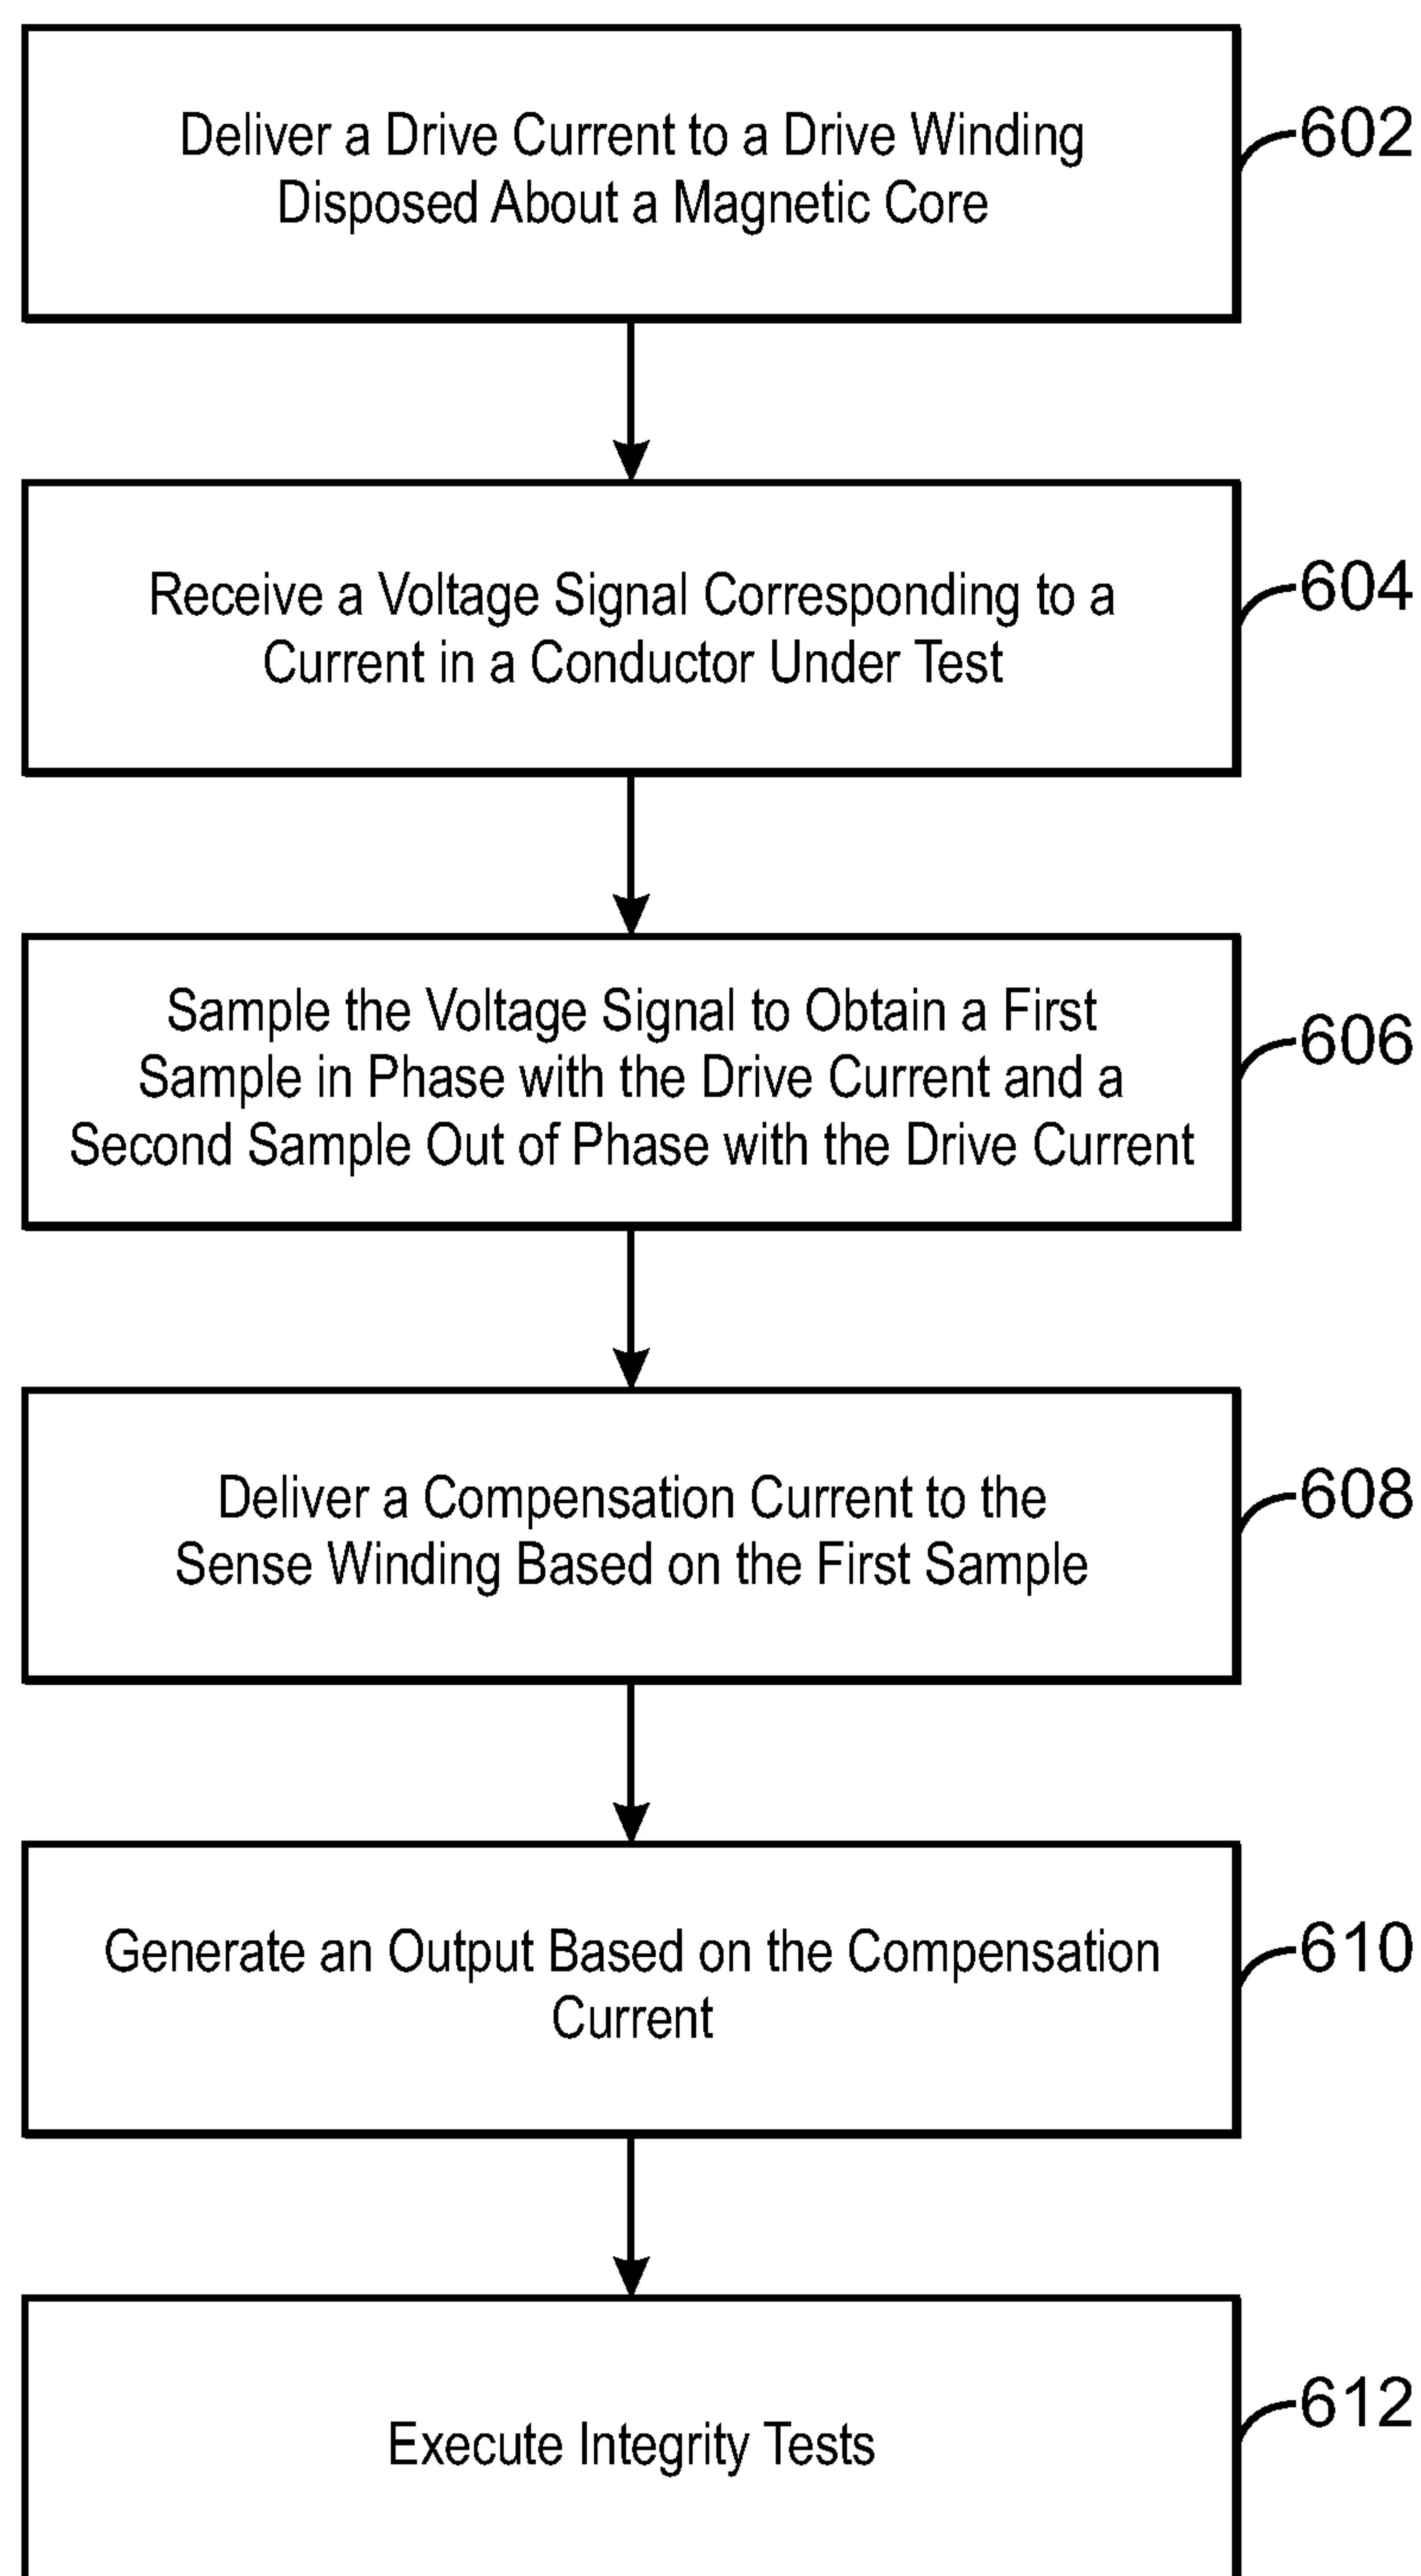 Deliver a Drive Current to a Drive Winding
Disposed About a Magnetic Core
602
Receive a Voltage Signal Corresponding to a
Current in a Conductor Under Test
604
Sample the Voltage Signal to Obtain a First
Sample in Phase with the Drive Current and a
Second Sample Out of Phase with the Drive Current
606
Deliver a Compensation Current to the
Sense Winding Based on the First Sample
608
Generate an Output Based on the Compensation
Current
610
Execute Integrity Tests
612